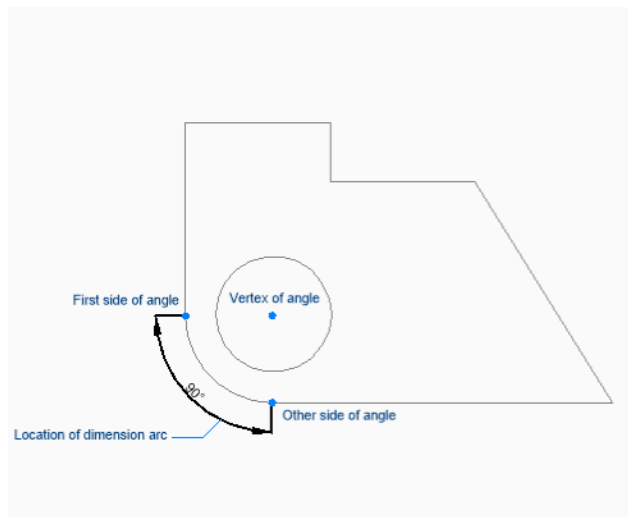 First side of angle
Vertex of angle
90°
Other side of angle
Location of dimension arc